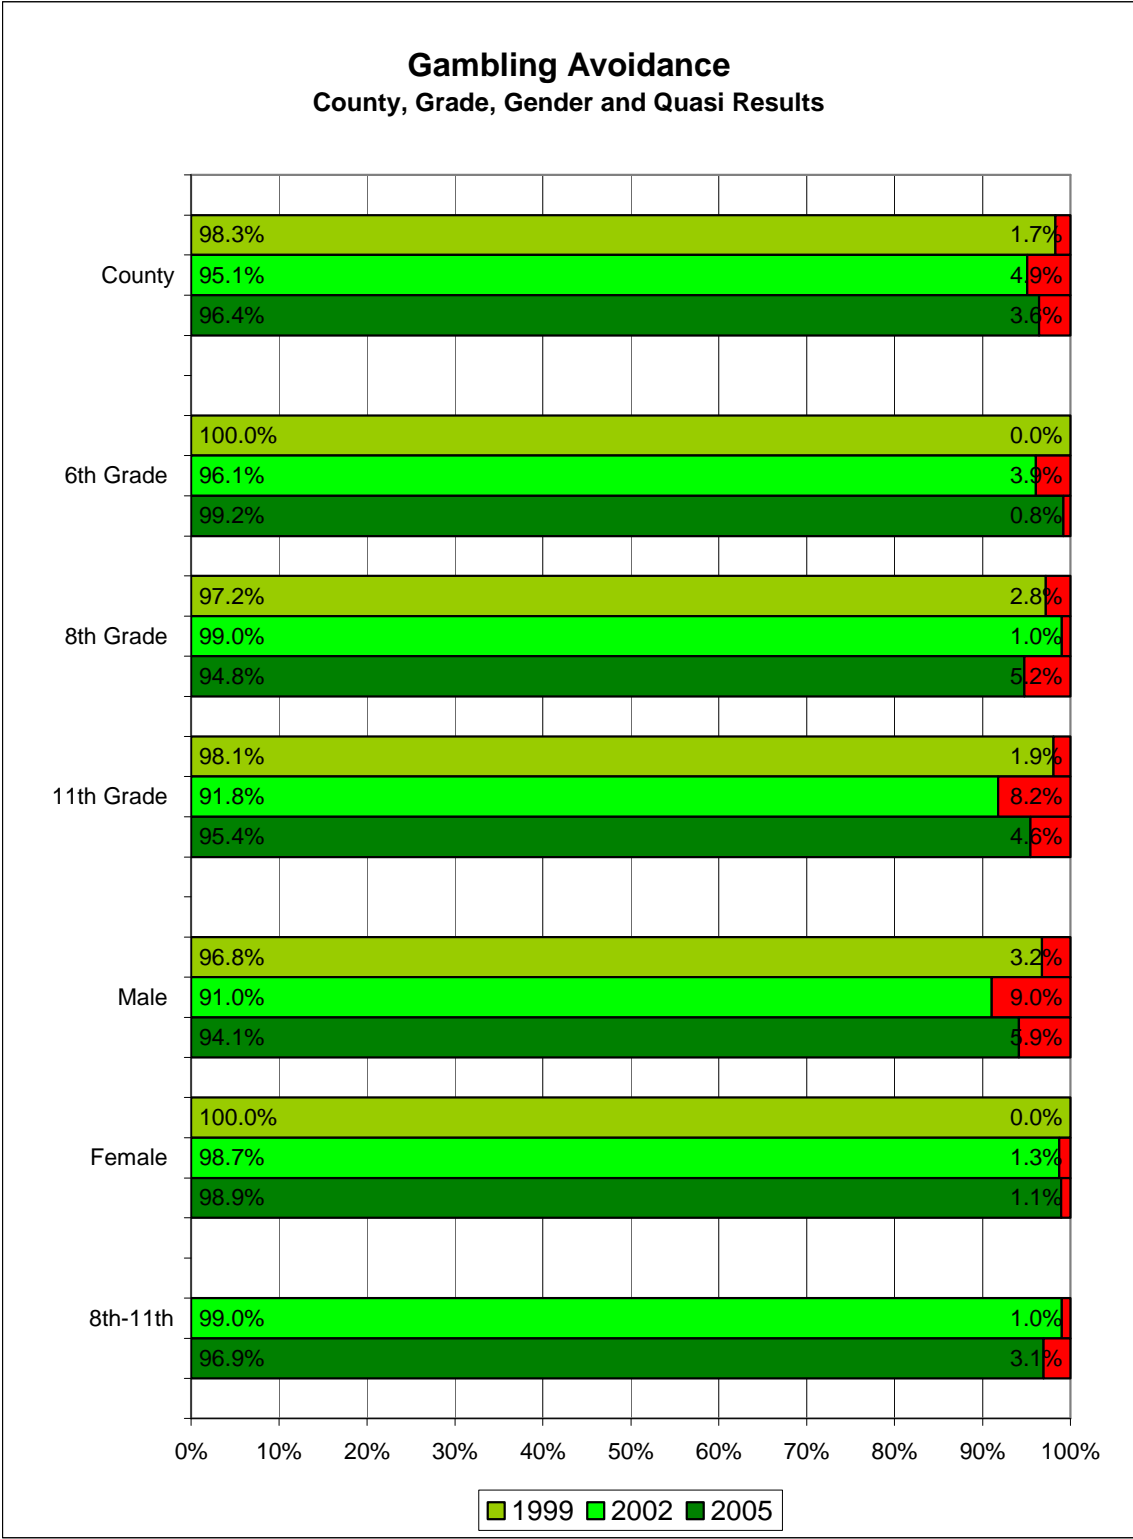 Gambling Avoidance
County, Grade, Gender and Quasi Results
98.3% 1.7%
County 95.1% 4.9%
96.4% 3.6%
100.0% 0.0%
6th Grade 96.1% 3.9%
99.2% 0.8%
97.2% 2.8%
8th Grade 99.0% 1.0%
94.8% 5.2%
98.1% 1.9%
11th Grade 91.8% 8.2%
95.4% 4.6%
96.8% 3.2%
Male 91.0% 9.0%
94.1% 5.9%
100.0% 0.0%
Female 98.7% 1.3%
98.9% 1.1%
8th-11th 99.0% 1.0%
96.9% 3.1%
0% 10% 20% 30% 40% 50% 60% 70% 80% 90% 100%
1999 2002 2005